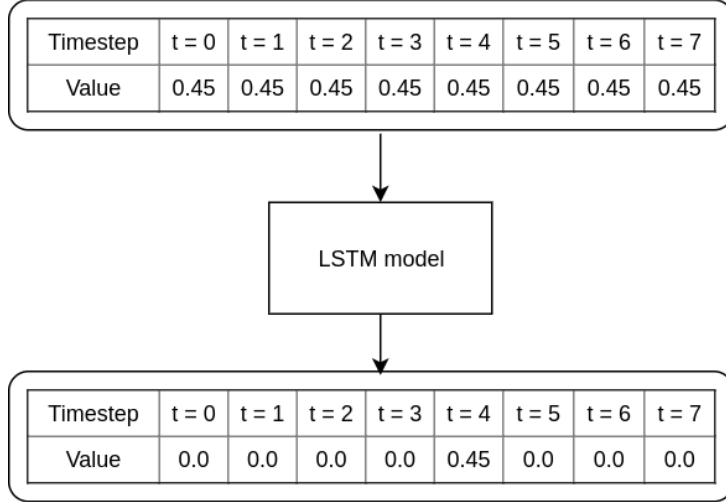 Timestep t = 0 t = 1 t = 2 t = 3 t = 4 t = 5 t = 6 t = 7
Value 0.45 0.45 0.45 0.45 0.45 0.45 0.45 0.45
LSTM model
Timestep t = 0 t = 1 t = 2 t = 3 t = 4 t = 5 t = 6 t = 7
Value 0.0 0.0 0.0 0.0 0.45 0.0 0.0 0.0